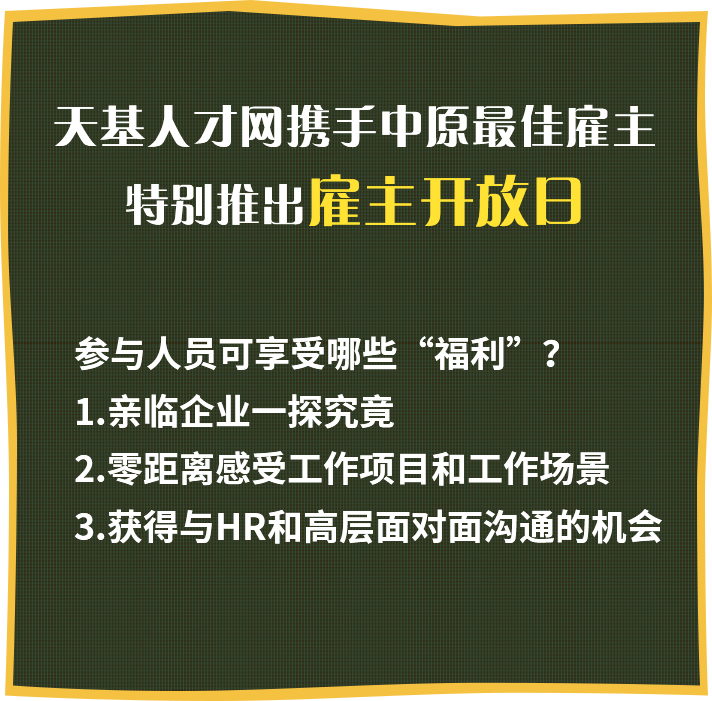 天基人才网携手中原最佳雇主
特别推出雇主开放日
参与人员可享受哪些“福利”？
1.亲临企业一探究竟
2.零距离感受工作项目和工作场景
3.获得与HR和高层面对面沟通的机会